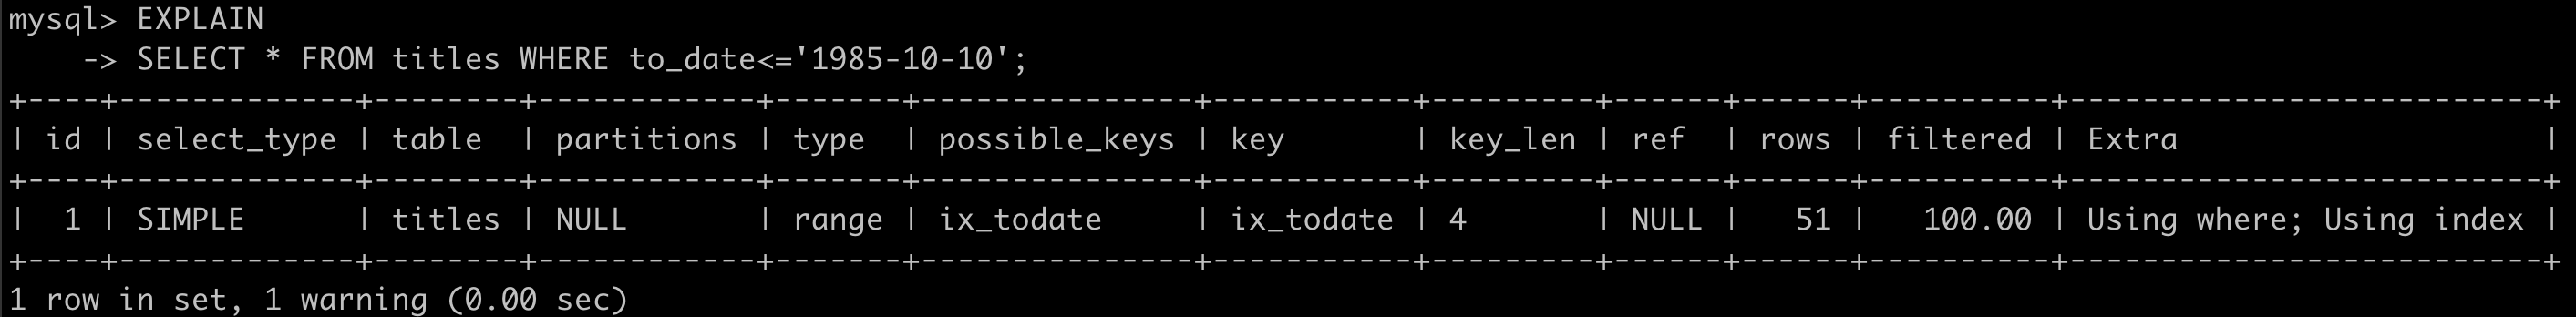 mysql> EXPLAIN
    -> SELECT * FROM titles WHERE to_date<='1985-10-10';
+----+-------------+--------+------------+-------+---------------+-----------+---------+------+------+----------+--------------------------+
| id | select_type | table  | partitions | type  | possible_keys | key       | key_len | ref  | rows | filtered | Extra                    |
+----+-------------+--------+------------+-------+---------------+-----------+---------+------+------+----------+--------------------------+
|  1 | SIMPLE      | titles | NULL       | range | ix_todate     | ix_todate | 4       | NULL |   51 |   100.00 | Using where; Using index |
+----+-------------+--------+------------+-------+---------------+-----------+---------+------+------+----------+--------------------------+
1 row in set, 1 warning (0.00 sec)